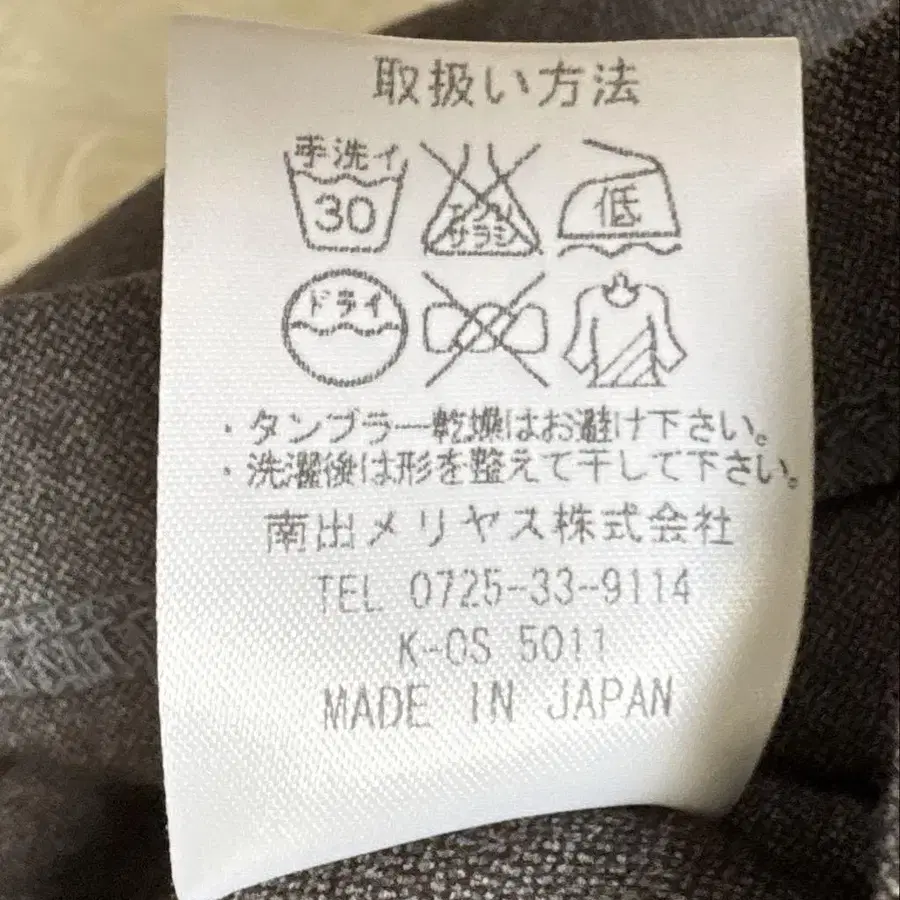 取扱い方法
手洗イ
30
エンソ
サラシ
低
ドライ
・タンブラー乾燥はお避け下さい。
・洗濯後は形を整えて干して下さい。
南出メリヤス株式会社
TEL 0725-33-9114
K-OS 5011
MADE IN JAPAN